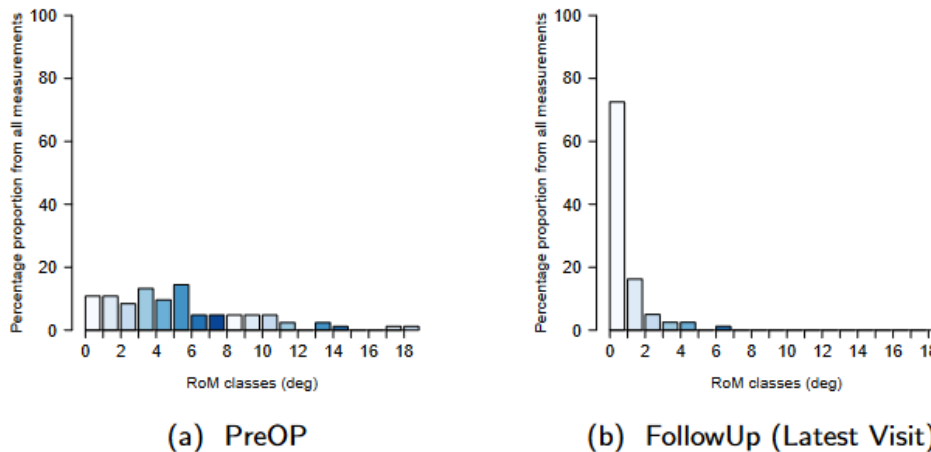 Percentage proportion from all measurements
100
80
60
40
20
0
0 2 4 6 8 10 12 14 16 18
RoM classes (deg)
(a) PreOP
Percentage proportion from all measurements
100
80
60
40
20
0
0 2 4 6 8 10 12 14 16 18
RoM classes (deg)
(b) FollowUp (Latest Visit)